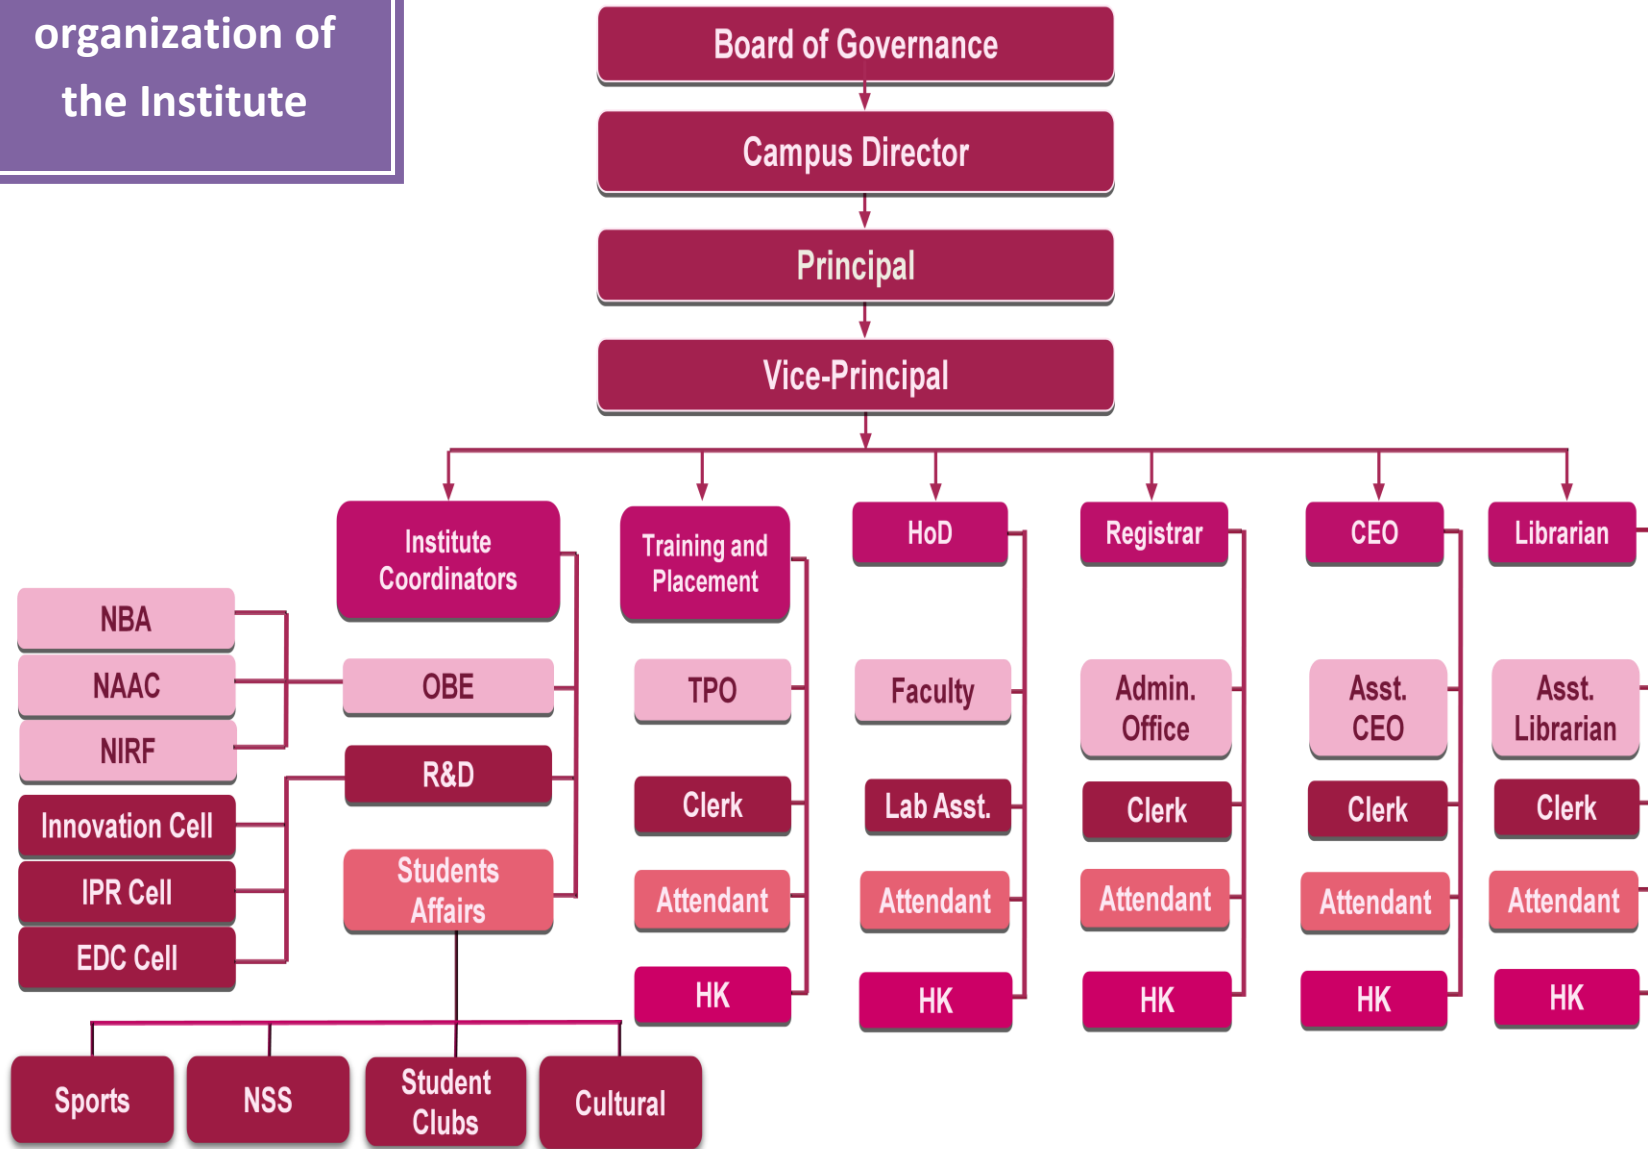 organization of
the Institute
Board of Governance
Campus Director
Principal
Vice-Principal
Institute
Coordinators
Training and
Placement
HoD
Registrar
CEO
Librarian
NBA
NAAC
NIRF
OBE
R&D
Innovation Cell
IPR Cell
EDC Cell
Students
Affairs
Sports
NSS
Student
Clubs
Cultural
TPO
Clerk
Attendant
HK
Faculty
Lab Asst.
Attendant
HK
Admin.
Office
Clerk
Attendant
HK
Asst.
CEO
Clerk
Attendant
HK
Asst.
Librarian
Clerk
Attendant
HK